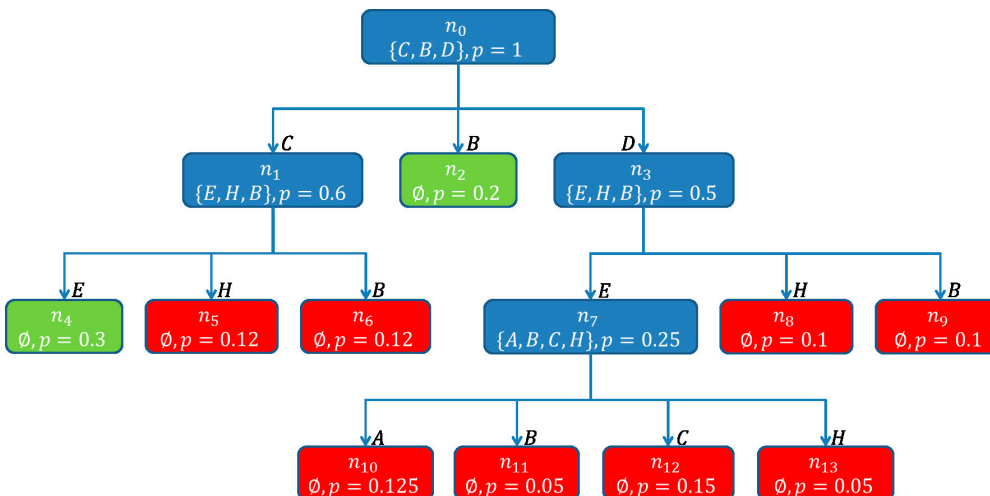 n₀
{C, B, D}, p = 1
C B D
n₁ n₂ n₃
{E, H, B}, p = 0.6 ∅, p = 0.2 {E, H, B}, p = 0.5
E H B E H B
n₄ n₅ n₆ n₇ n₈ n₉
∅, p = 0.3 ∅, p = 0.12 ∅, p = 0.12 {A, B, C, H}, p = 0.25 ∅, p = 0.1 ∅, p = 0.1
A B C H
n₁₀ n₁₁ n₁₂ n₁₃
∅, p = 0.125 ∅, p = 0.05 ∅, p = 0.15 ∅, p = 0.05